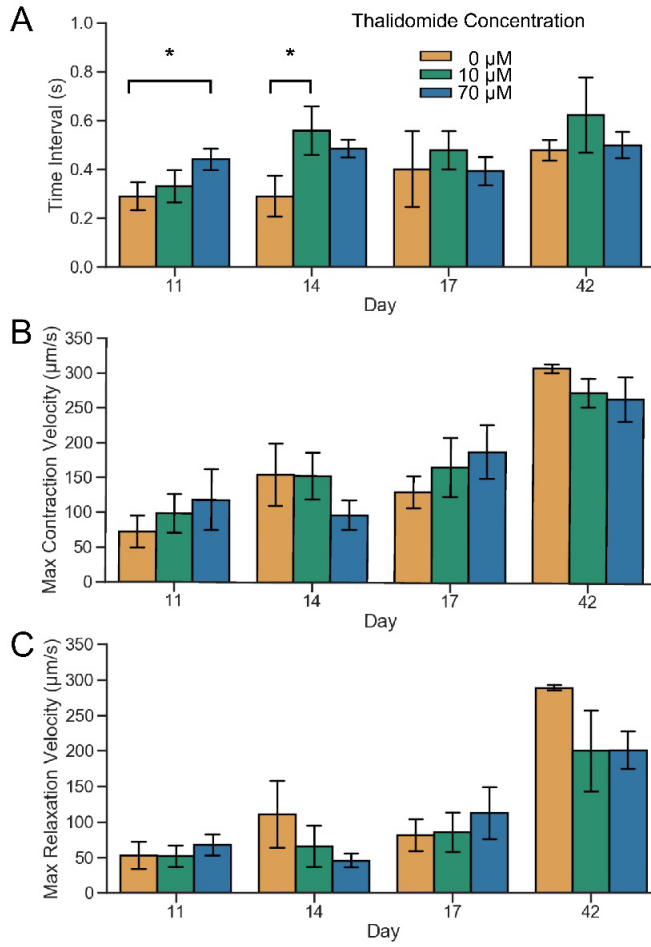 A
Thalidomide Concentration
0 μM
10 μM
70 μM
* *
1.0
0.8
0.6
0.4
0.2
0.0
Time Interval (s)
11 14 17 42
Day
B
350
300
250
200
150
100
50
0
Max Contraction Velocity (μm/s)
11 14 17 42
Day
C
350
300
250
200
150
100
50
0
Max Relaxation Velocity (μm/s)
11 14 17 42
Day